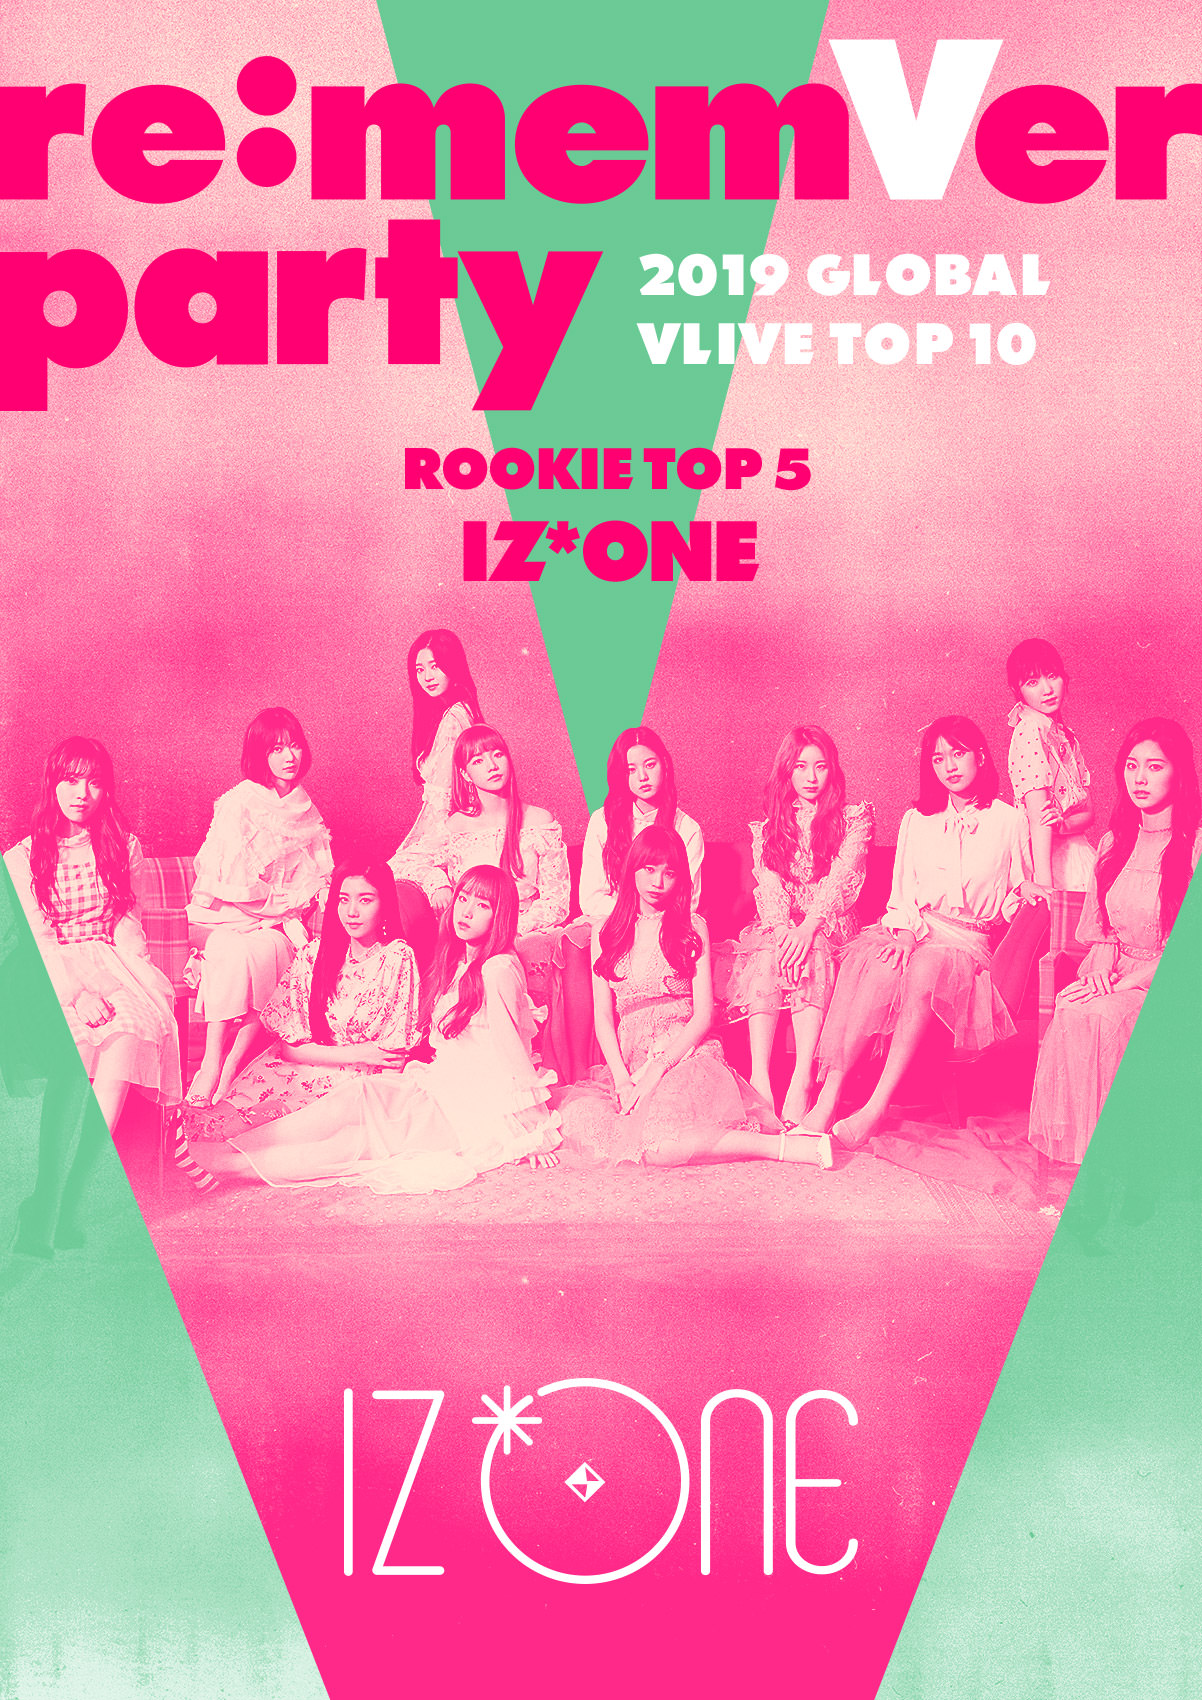 re:memVer
party
2019 GLOBAL
VLIVE TOP 10
ROOKIE TOP 5
IZ*ONE
IZ*ONE